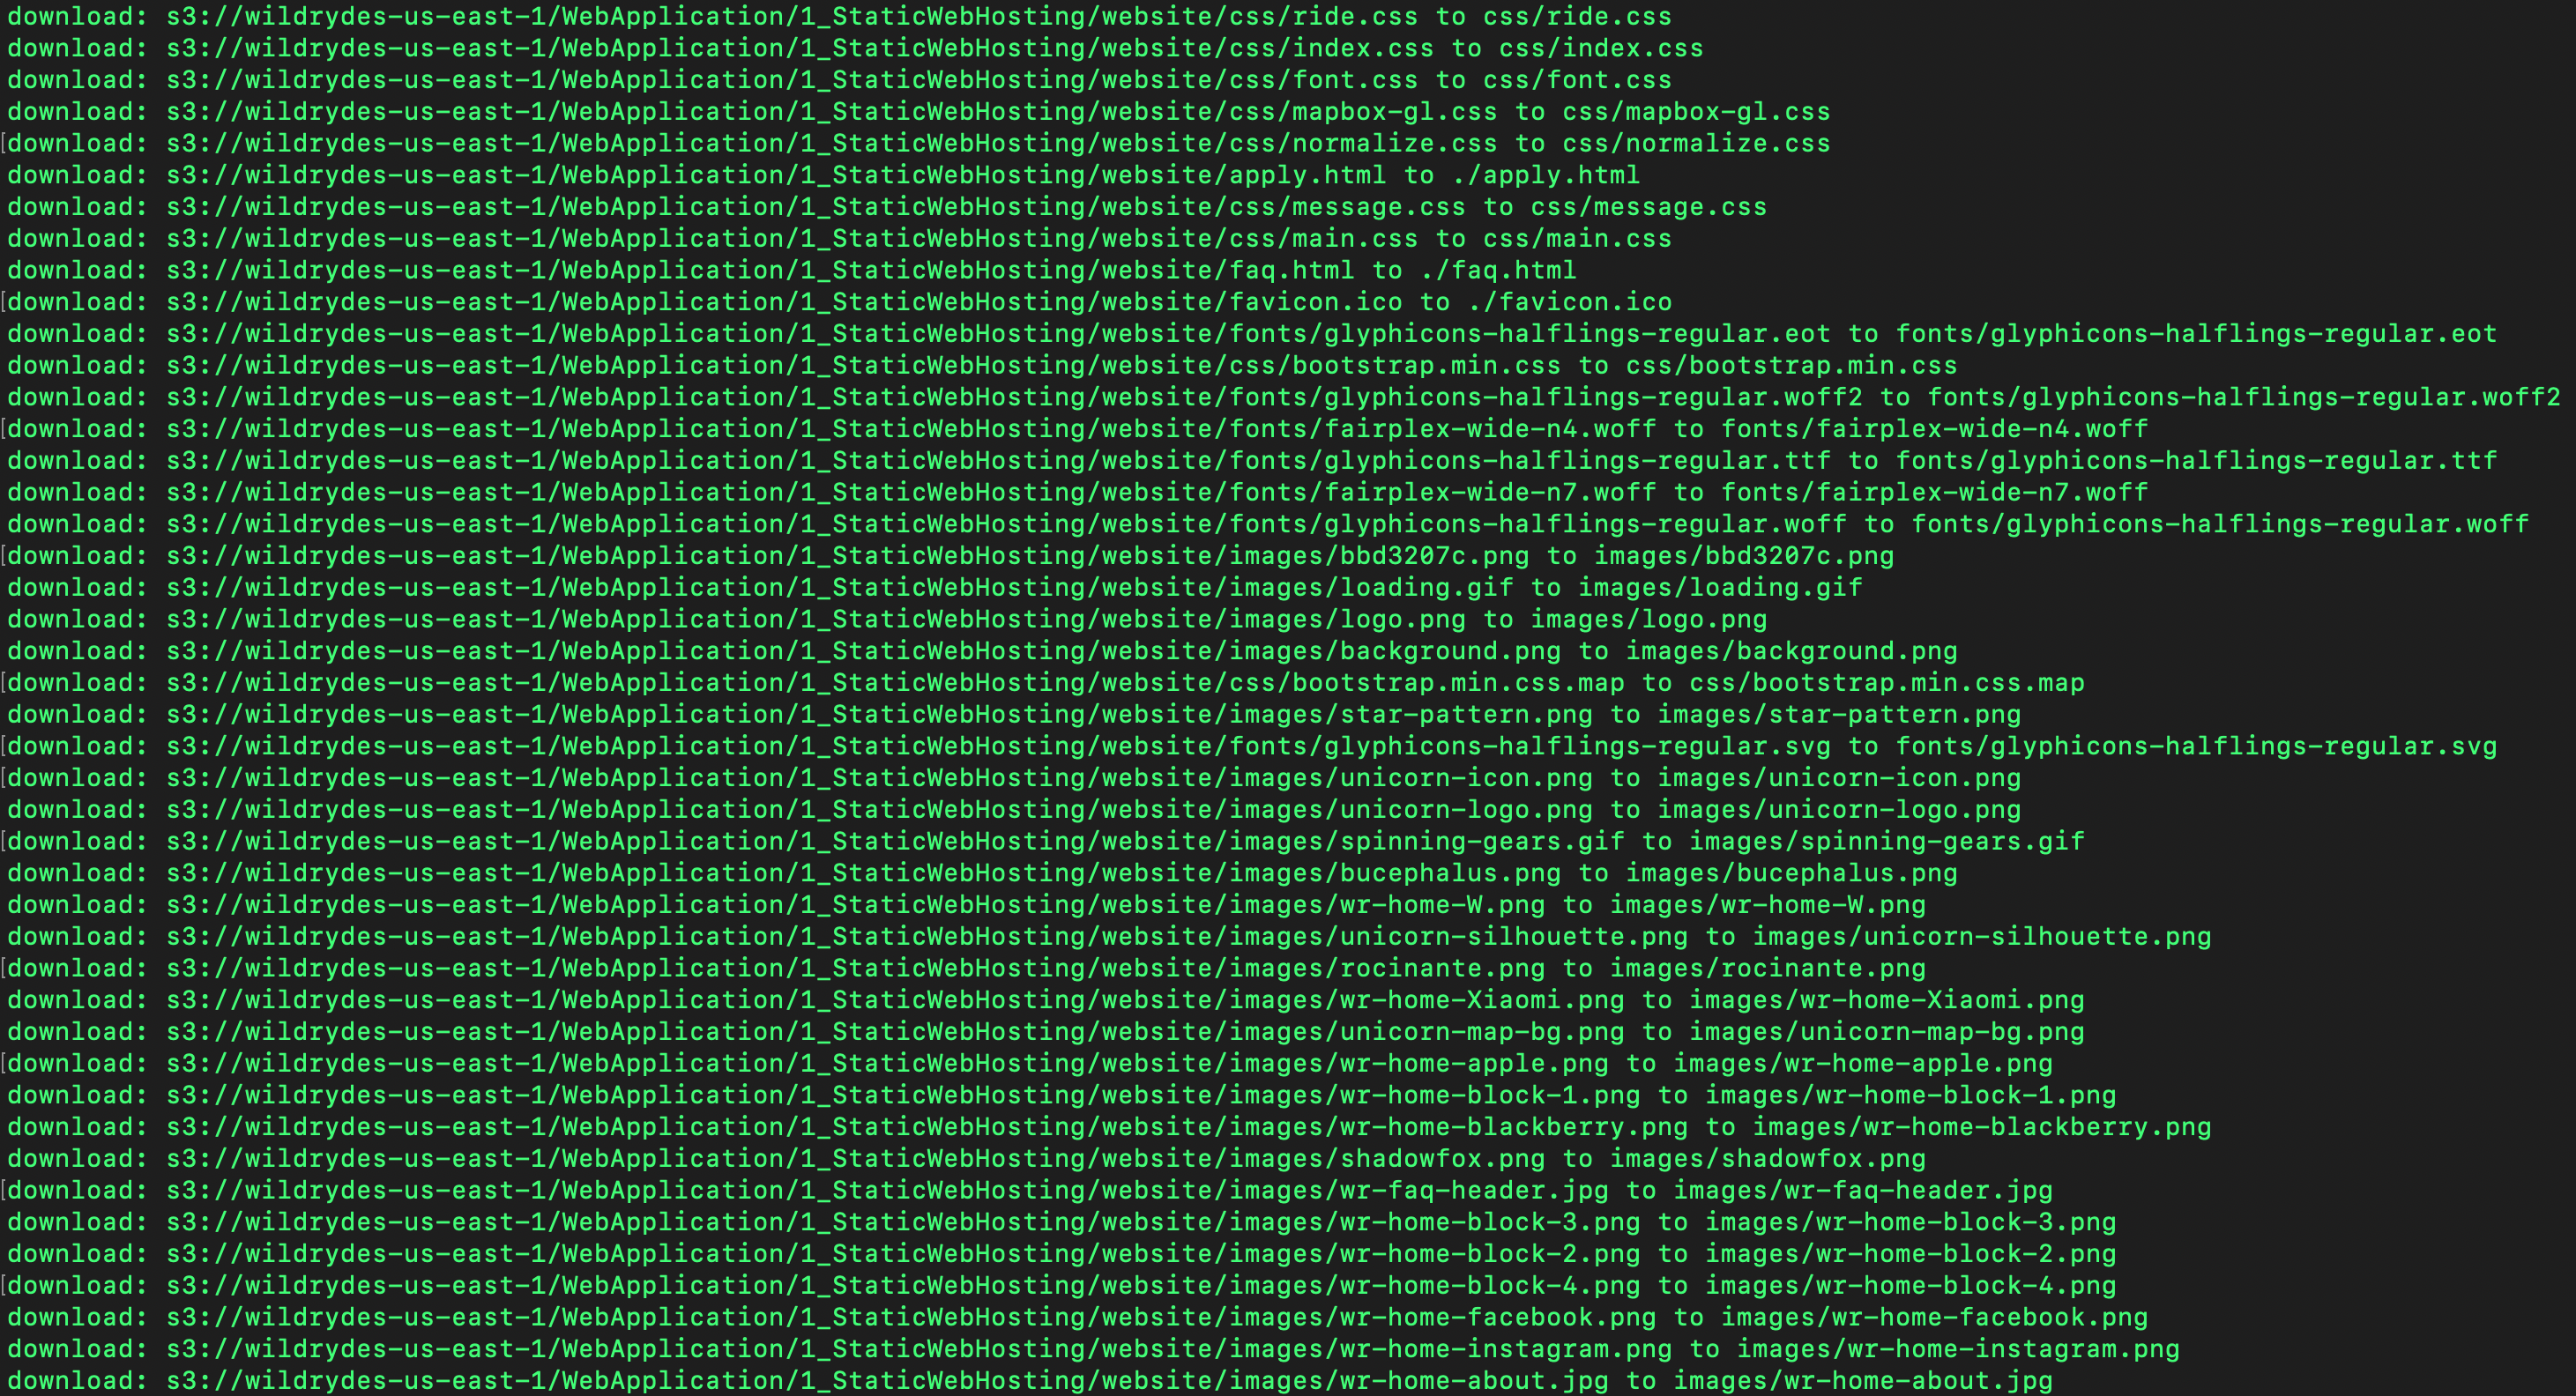 download: s3://wildrydes-us-east-1/WebApplication/1_StaticWebHosting/website/css/ride.css to css/ride.css
download: s3://wildrydes-us-east-1/WebApplication/1_StaticWebHosting/website/css/index.css to css/index.css
download: s3://wildrydes-us-east-1/WebApplication/1_StaticWebHosting/website/css/font.css to css/font.css
download: s3://wildrydes-us-east-1/WebApplication/1_StaticWebHosting/website/css/mapbox-gl.css to css/mapbox-gl.css
[download: s3://wildrydes-us-east-1/WebApplication/1_StaticWebHosting/website/css/normalize.css to css/normalize.css
download: s3://wildrydes-us-east-1/WebApplication/1_StaticWebHosting/website/apply.html to ./apply.html
download: s3://wildrydes-us-east-1/WebApplication/1_StaticWebHosting/website/css/message.css to css/message.css
download: s3://wildrydes-us-east-1/WebApplication/1_StaticWebHosting/website/css/main.css to css/main.css
download: s3://wildrydes-us-east-1/WebApplication/1_StaticWebHosting/website/faq.html to ./faq.html
[download: s3://wildrydes-us-east-1/WebApplication/1_StaticWebHosting/website/favicon.ico to ./favicon.ico
download: s3://wildrydes-us-east-1/WebApplication/1_StaticWebHosting/website/fonts/glyphicons-halflings-regular.eot to fonts/glyphicons-halflings-regular.eot
download: s3://wildrydes-us-east-1/WebApplication/1_StaticWebHosting/website/css/bootstrap.min.css to css/bootstrap.min.css
download: s3://wildrydes-us-east-1/WebApplication/1_StaticWebHosting/website/fonts/glyphicons-halflings-regular.woff2 to fonts/glyphicons-halflings-regular.woff2
[download: s3://wildrydes-us-east-1/WebApplication/1_StaticWebHosting/website/fonts/fairplex-wide-n4.woff to fonts/fairplex-wide-n4.woff
download: s3://wildrydes-us-east-1/WebApplication/1_StaticWebHosting/website/fonts/glyphicons-halflings-regular.ttf to fonts/glyphicons-halflings-regular.ttf
download: s3://wildrydes-us-east-1/WebApplication/1_StaticWebHosting/website/fonts/fairplex-wide-n7.woff to fonts/fairplex-wide-n7.woff
download: s3://wildrydes-us-east-1/WebApplication/1_StaticWebHosting/website/fonts/glyphicons-halflings-regular.woff to fonts/glyphicons-halflings-regular.woff
[download: s3://wildrydes-us-east-1/WebApplication/1_StaticWebHosting/website/images/bbd3207c.png to images/bbd3207c.png
download: s3://wildrydes-us-east-1/WebApplication/1_StaticWebHosting/website/images/loading.gif to images/loading.gif
download: s3://wildrydes-us-east-1/WebApplication/1_StaticWebHosting/website/images/logo.png to images/logo.png
download: s3://wildrydes-us-east-1/WebApplication/1_StaticWebHosting/website/images/background.png to images/background.png
[download: s3://wildrydes-us-east-1/WebApplication/1_StaticWebHosting/website/css/bootstrap.min.css.map to css/bootstrap.min.css.map
download: s3://wildrydes-us-east-1/WebApplication/1_StaticWebHosting/website/images/star-pattern.png to images/star-pattern.png
[download: s3://wildrydes-us-east-1/WebApplication/1_StaticWebHosting/website/fonts/glyphicons-halflings-regular.svg to fonts/glyphicons-halflings-regular.svg
[download: s3://wildrydes-us-east-1/WebApplication/1_StaticWebHosting/website/images/unicorn-icon.png to images/unicorn-icon.png
download: s3://wildrydes-us-east-1/WebApplication/1_StaticWebHosting/website/images/unicorn-logo.png to images/unicorn-logo.png
[download: s3://wildrydes-us-east-1/WebApplication/1_StaticWebHosting/website/images/spinning-gears.gif to images/spinning-gears.gif
download: s3://wildrydes-us-east-1/WebApplication/1_StaticWebHosting/website/images/bucephalus.png to images/bucephalus.png
download: s3://wildrydes-us-east-1/WebApplication/1_StaticWebHosting/website/images/wr-home-W.png to images/wr-home-W.png
download: s3://wildrydes-us-east-1/WebApplication/1_StaticWebHosting/website/images/unicorn-silhouette.png to images/unicorn-silhouette.png
[download: s3://wildrydes-us-east-1/WebApplication/1_StaticWebHosting/website/images/rocinante.png to images/rocinante.png
download: s3://wildrydes-us-east-1/WebApplication/1_StaticWebHosting/website/images/wr-home-Xiaomi.png to images/wr-home-Xiaomi.png
download: s3://wildrydes-us-east-1/WebApplication/1_StaticWebHosting/website/images/unicorn-map-bg.png to images/unicorn-map-bg.png
[download: s3://wildrydes-us-east-1/WebApplication/1_StaticWebHosting/website/images/wr-home-apple.png to images/wr-home-apple.png
download: s3://wildrydes-us-east-1/WebApplication/1_StaticWebHosting/website/images/wr-home-block-1.png to images/wr-home-block-1.png
download: s3://wildrydes-us-east-1/WebApplication/1_StaticWebHosting/website/images/wr-home-blackberry.png to images/wr-home-blackberry.png
download: s3://wildrydes-us-east-1/WebApplication/1_StaticWebHosting/website/images/shadowfox.png to images/shadowfox.png
[download: s3://wildrydes-us-east-1/WebApplication/1_StaticWebHosting/website/images/wr-faq-header.jpg to images/wr-faq-header.jpg
download: s3://wildrydes-us-east-1/WebApplication/1_StaticWebHosting/website/images/wr-home-block-3.png to images/wr-home-block-3.png
download: s3://wildrydes-us-east-1/WebApplication/1_StaticWebHosting/website/images/wr-home-block-2.png to images/wr-home-block-2.png
[download: s3://wildrydes-us-east-1/WebApplication/1_StaticWebHosting/website/images/wr-home-block-4.png to images/wr-home-block-4.png
download: s3://wildrydes-us-east-1/WebApplication/1_StaticWebHosting/website/images/wr-home-facebook.png to images/wr-home-facebook.png
download: s3://wildrydes-us-east-1/WebApplication/1_StaticWebHosting/website/images/wr-home-instagram.png to images/wr-home-instagram.png
download: s3://wildrydes-us-east-1/WebApplication/1_StaticWebHosting/website/images/wr-home-about.jpg to images/wr-home-about.jpg